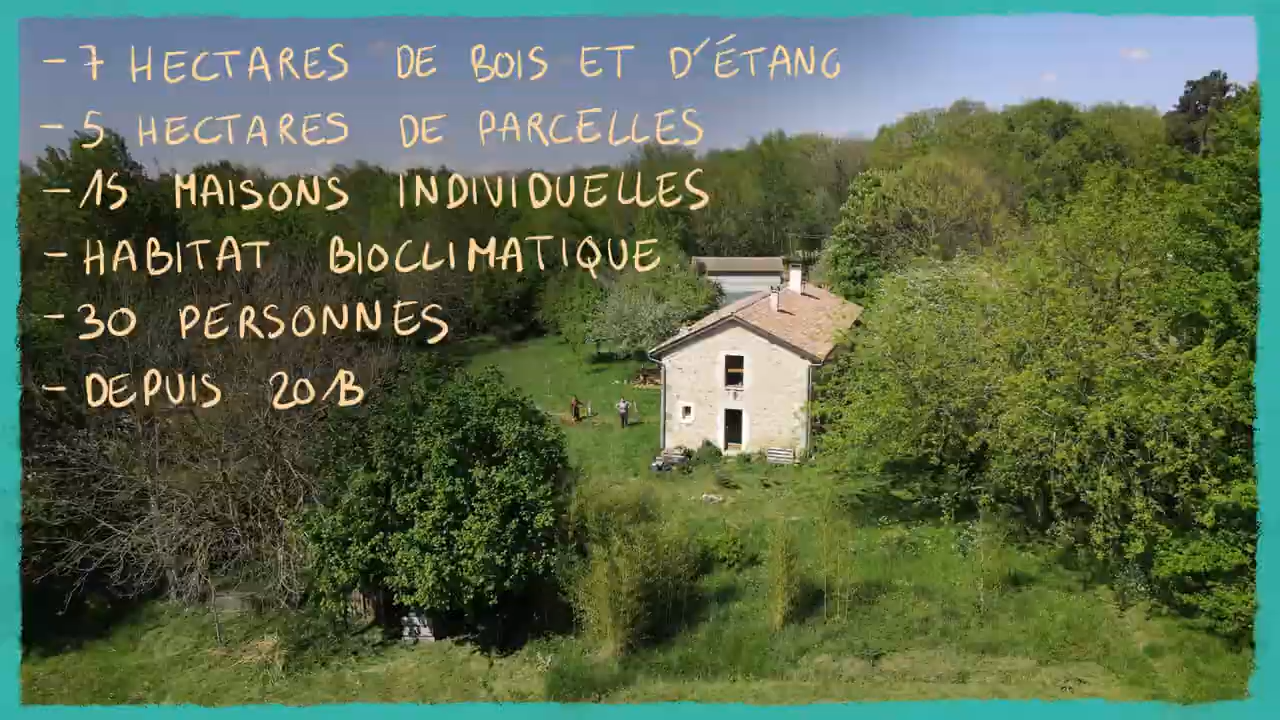 - 7 HECTARES DE BOIS ET D'ÉTANG
- 5 HECTARES DE PARCELLES
- 15 MAISONS INDIVIDUELLES
- HABITAT BIOCLIMATIQUE
- 30 PERSONNES
- DEPUIS 2013